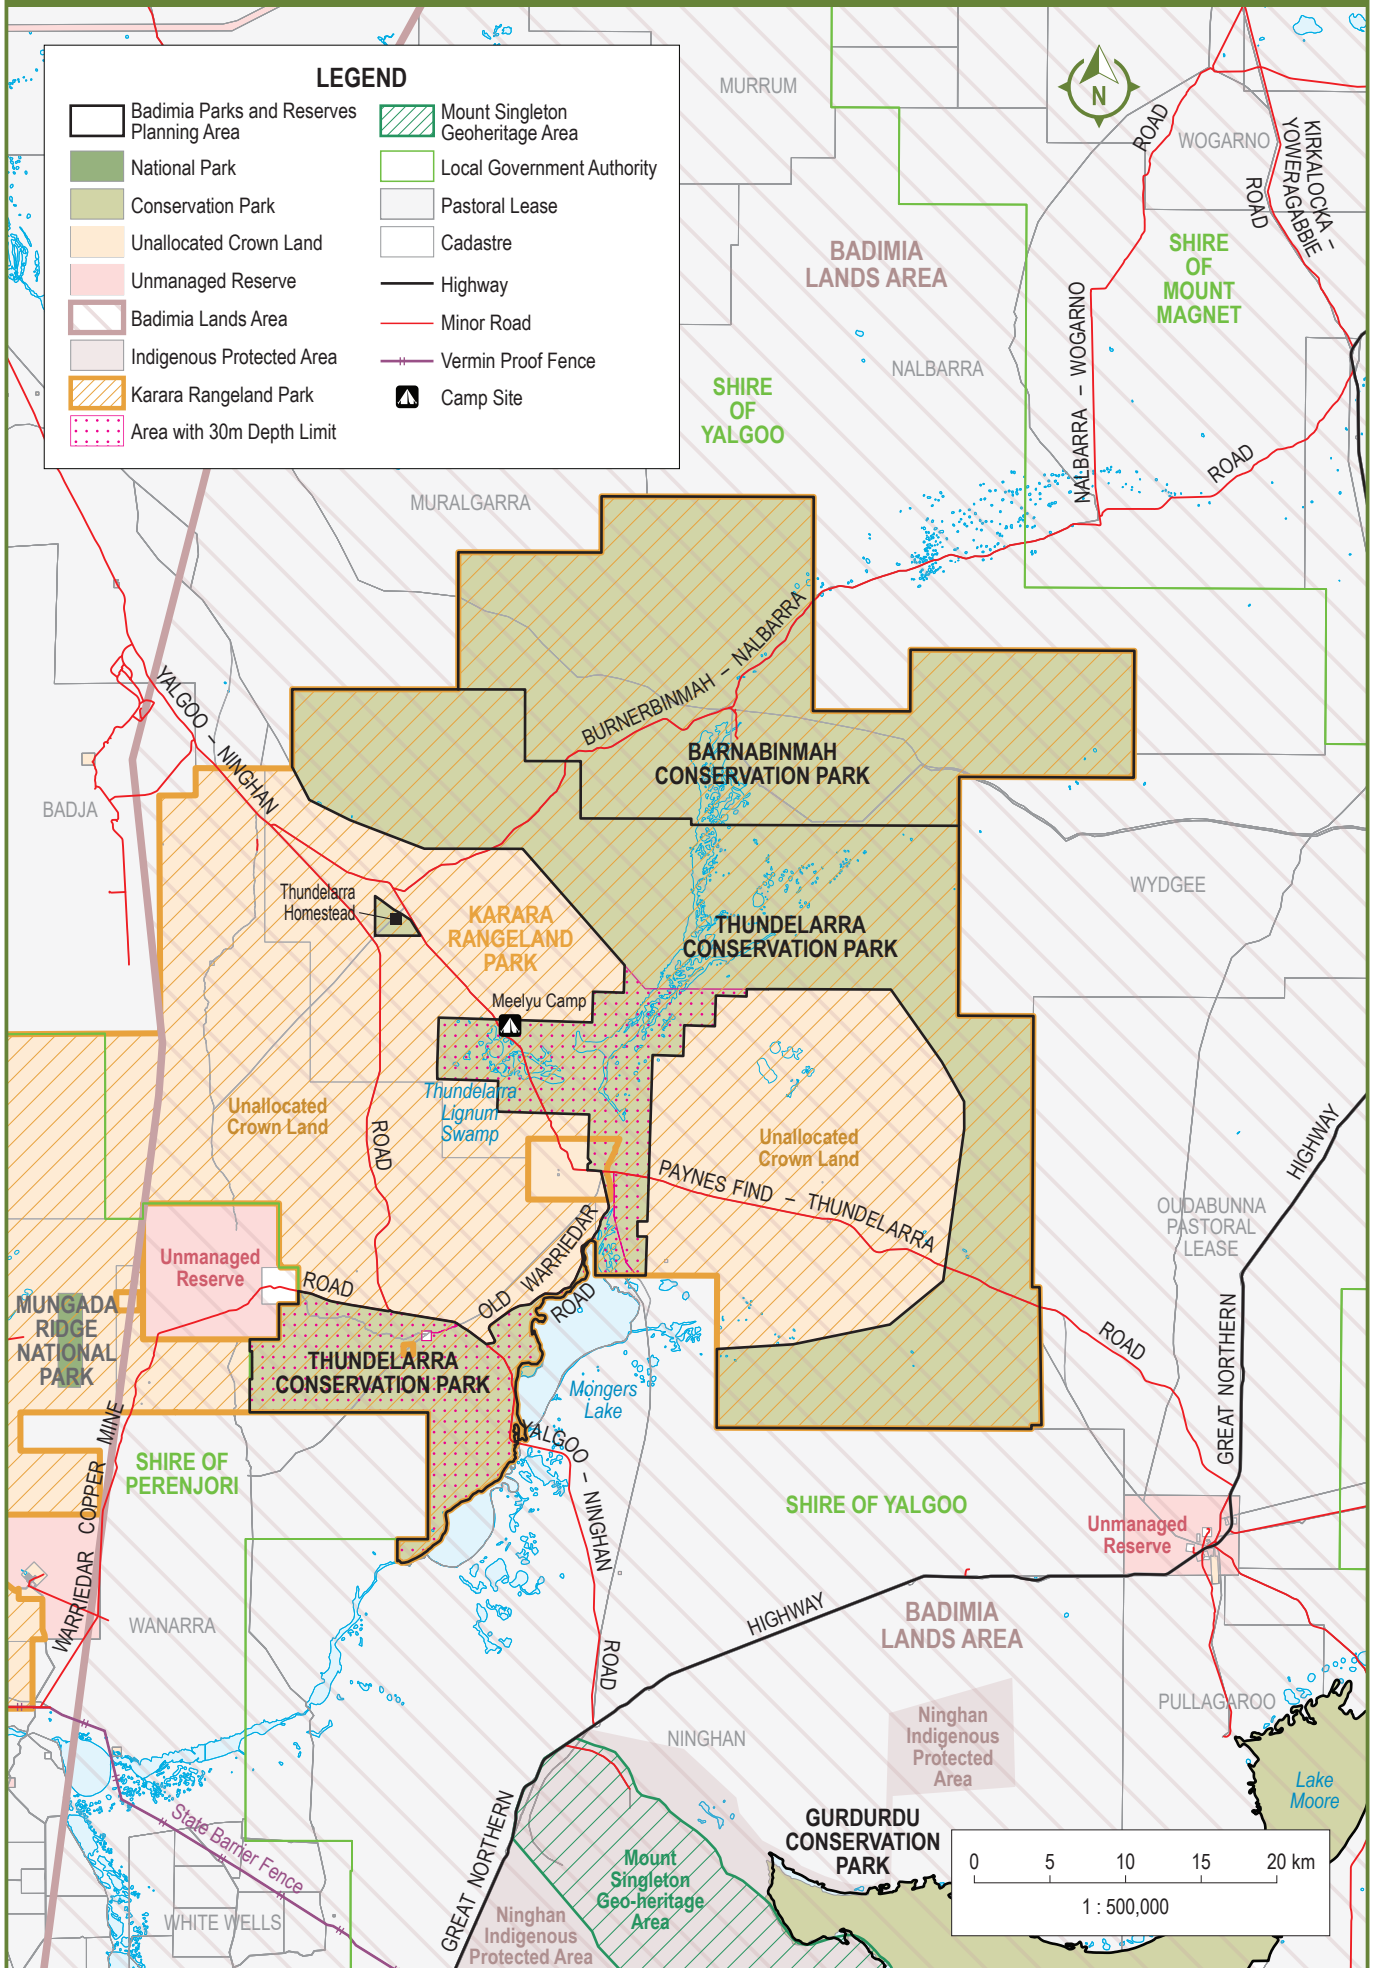 LEGEND
Badimia Parks and Reserves
Planning Area
National Park
Conservation Park
Unallocated Crown Land
Unmanaged Reserve
Badimia Lands Area
Indigenous Protected Area
Karara Rangeland Park
Area with 30m Depth Limit
Mount Singleton
Geoheritage Area
Local Government Authority
Pastoral Lease
Cadastre
Highway
Minor Road
Vermin Proof Fence
Camp Site
N
MURRUM
WOGARNO
ROAD
KIRKALOCKA –
YOWERAGABBIE
ROAD
BADIMIA
LANDS AREA
SHIRE
OF
MOUNT
MAGNET
NALBARRA – WOGARNO
NALBARRA
SHIRE
OF
YALGOO
ROAD
MURALGARRA
YALGOO – NINGHAN
BURNERBINMAH – NALBARRA
BARNABINMAH
CONSERVATION PARK
BADJA
WYDGEE
Thundelarra
Homestead
KARARA
RANGELAND
PARK
THUNDELARRA
CONSERVATION PARK
Meelyu Camp
Thundelarra
Lignum
Swamp
Unallocated
Crown Land
ROAD
Unallocated
Crown Land
PAYNES FIND – THUNDELARRA
HIGHWAY
OUDABUNNA
PASTORAL
LEASE
Unmanaged
Reserve
ROAD
OLD WARRIEDAR
ROAD
MUNGADA
RIDGE
NATIONAL
PARK
THUNDELARRA
CONSERVATION PARK
Mongers
Lake
ROAD
GREAT NORTHERN
WARRIEDAR COPPER MINE
SHIRE OF
PERENJORI
YALGOO – NINGHAN
SHIRE OF YALGOO
Unmanaged
Reserve
WANARRA
HIGHWAY
BADIMIA
LANDS AREA
ROAD
PULLAGAROO
NINGHAN
Ninghan
Indigenous
Protected
Area
Lake
Moore
State Barrier Fence
GREAT NORTHERN
GURDURDU
CONSERVATION
PARK
Mount
Singleton
Geo-heritage
Area
WHITE WELLS
Ninghan
Indigenous
Protected Area
0 5 10 15 20 km
1 : 500,000